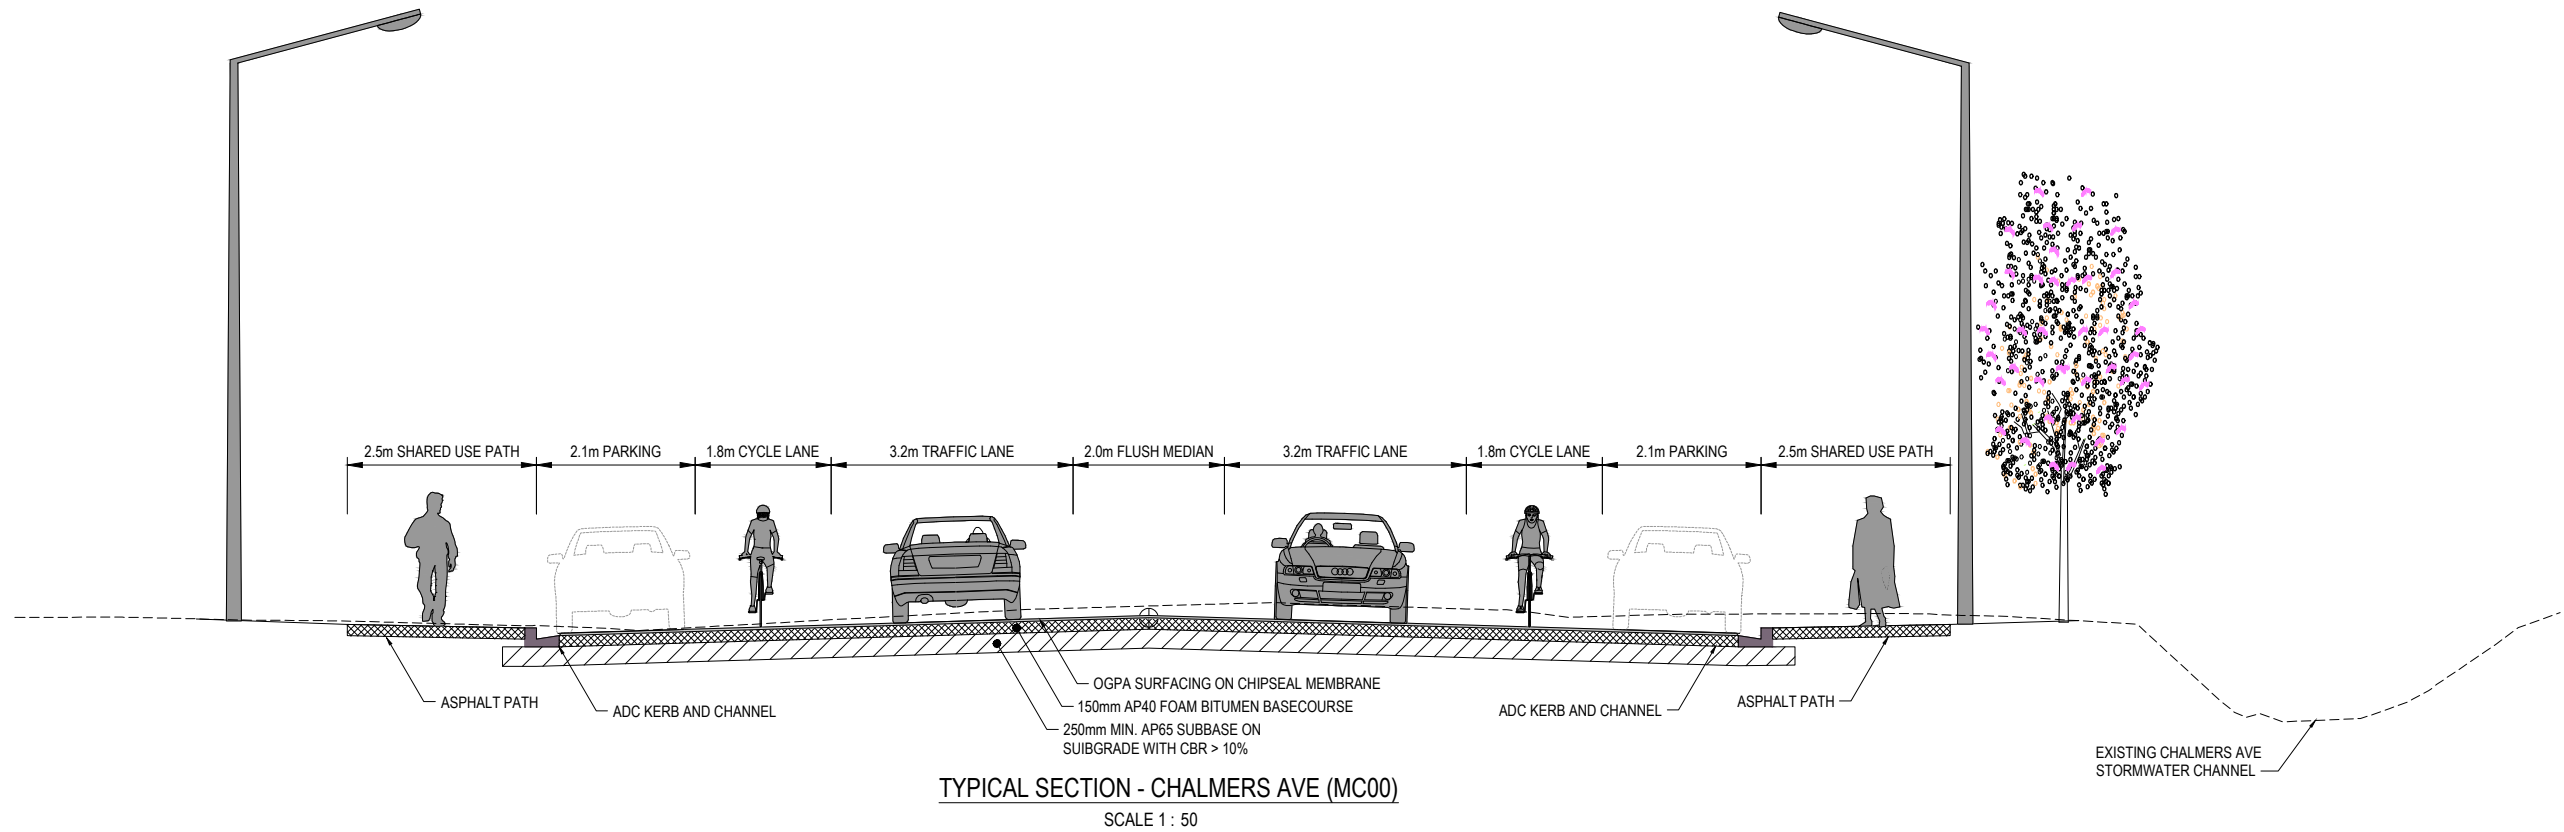 2.5m SHARED USE PATH
2.1m PARKING
1.8m CYCLE LANE
3.2m TRAFFIC LANE
2.0m FLUSH MEDIAN
3.2m TRAFFIC LANE
1.8m CYCLE LANE
2.1m PARKING
2.5m SHARED USE PATH
ASPHALT PATH
ADC KERB AND CHANNEL
OGPA SURFACING ON CHIPSEAL MEMBRANE
150mm AP40 FOAM BITUMEN BASECOURSE
250mm MIN. AP65 SUBBASE ON
SUIBGRADE WITH CBR > 10%
ADC KERB AND CHANNEL
ASPHALT PATH
EXISTING CHALMERS AVE
STORMWATER CHANNEL
TYPICAL SECTION - CHALMERS AVE (MC00)
SCALE 1 : 50